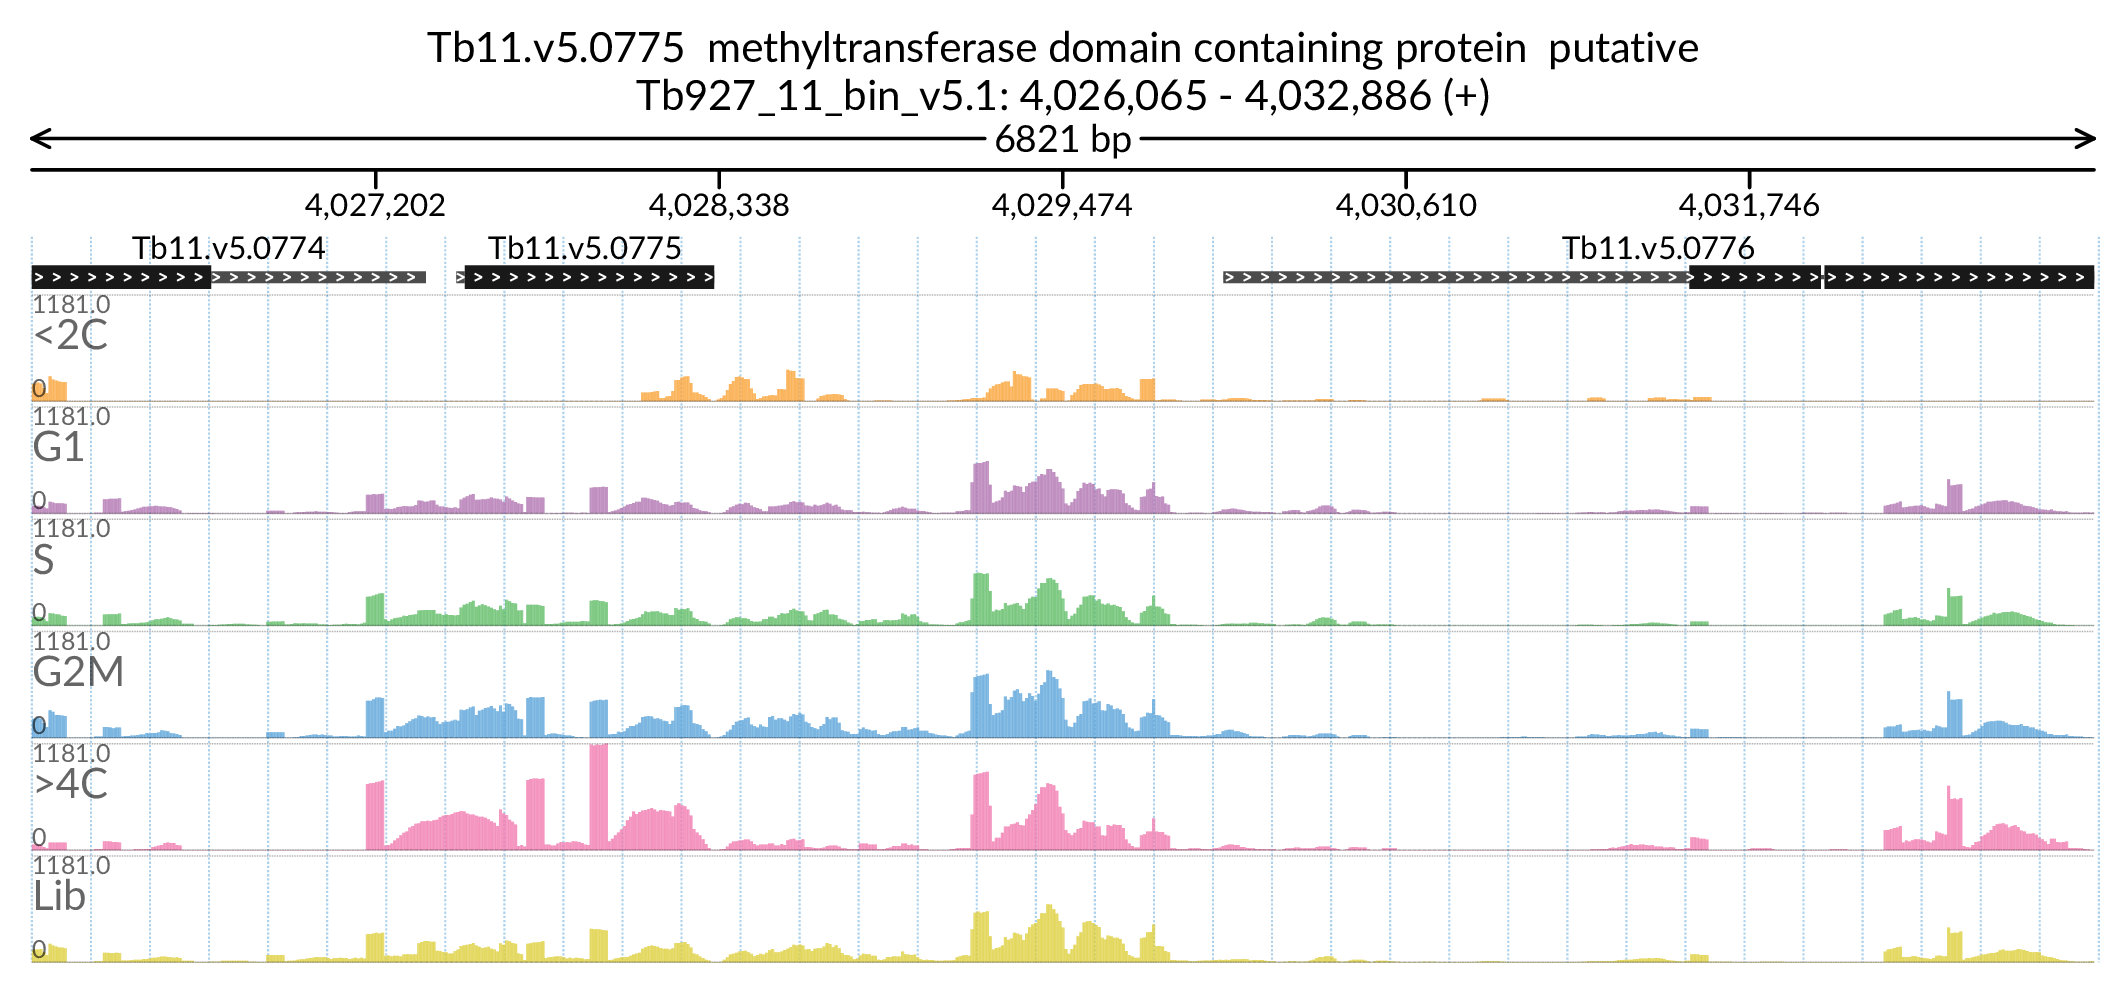 Tb11.v5.0775 methyltransferase domain containing protein putative
Tb927_11_bin_v5.1: 4,026,065 - 4,032,886 (+)
6821 bp
4,027,202 4,028,338 4,029,474 4,030,610 4,031,746
Tb11.v5.0774 Tb11.v5.0775 Tb11.v5.0776
1181.0
<2C
0
1181.0
G1
0
1181.0
S
0
1181.0
G2M
0
1181.0
>4C
0
1181.0
Lib
0